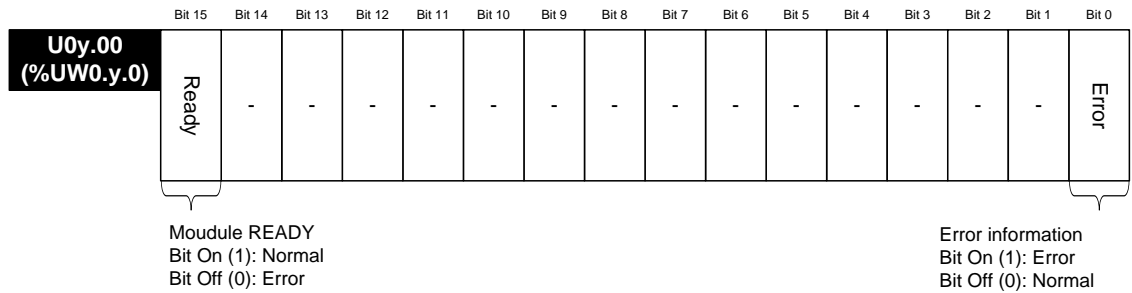 Bit 15 Bit 14 Bit 13 Bit 12 Bit 11 Bit 10 Bit 9 Bit 8 Bit 7 Bit 6 Bit 5 Bit 4 Bit 3 Bit 2 Bit 1 Bit 0
U0y.00
(%UW0.y.0)
Ready - - - - - - - - - - - - - - Error
Moudule READY
Bit On (1): Normal
Bit Off (0): Error
Error information
Bit On (1): Error
Bit Off (0): Normal